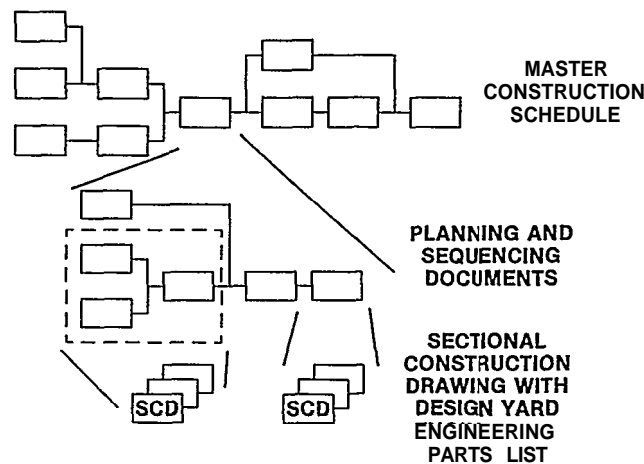 MASTER
CONSTRUCTION
SCHEDULE
PLANNING AND
SEQUENCING
DOCUMENTS
SECTIONAL
CONSTRUCTION
DRAWING WITH
DESIGN YARD
ENGINEERING
PARTS LIST
SCD
SCD